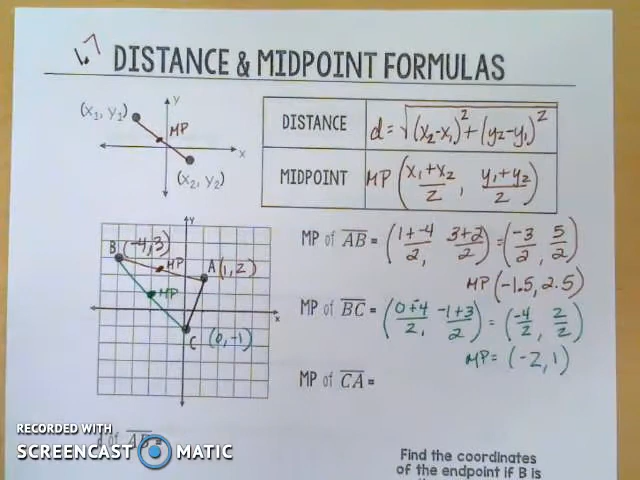 1.7
DISTANCE & MIDPOINT FORMULAS
(x₁, y₁)
y
MP
x
(x₂, y₂)
DISTANCE d = √(x₂-x₁)² + (y₂-y₁)²
MIDPOINT MP (x₁+x₂/2, y₁+y₂/2)
y
B (-4,3)
MP
A (1,2)
MP
x
C (0,-1)
MP of AB = (1+-4/2, 3+2/2) = (-3/2, 5/2)
MP (-1.5, 2.5)
MP of BC = (0+-4/2, -1+3/2) = (-4/2, 2/2)
MP = (-2, 1)
MP of CA =
of AB =
RECORDED WITH
SCREENCAST MATIC
Find the coordinates
of the endpoint if B is